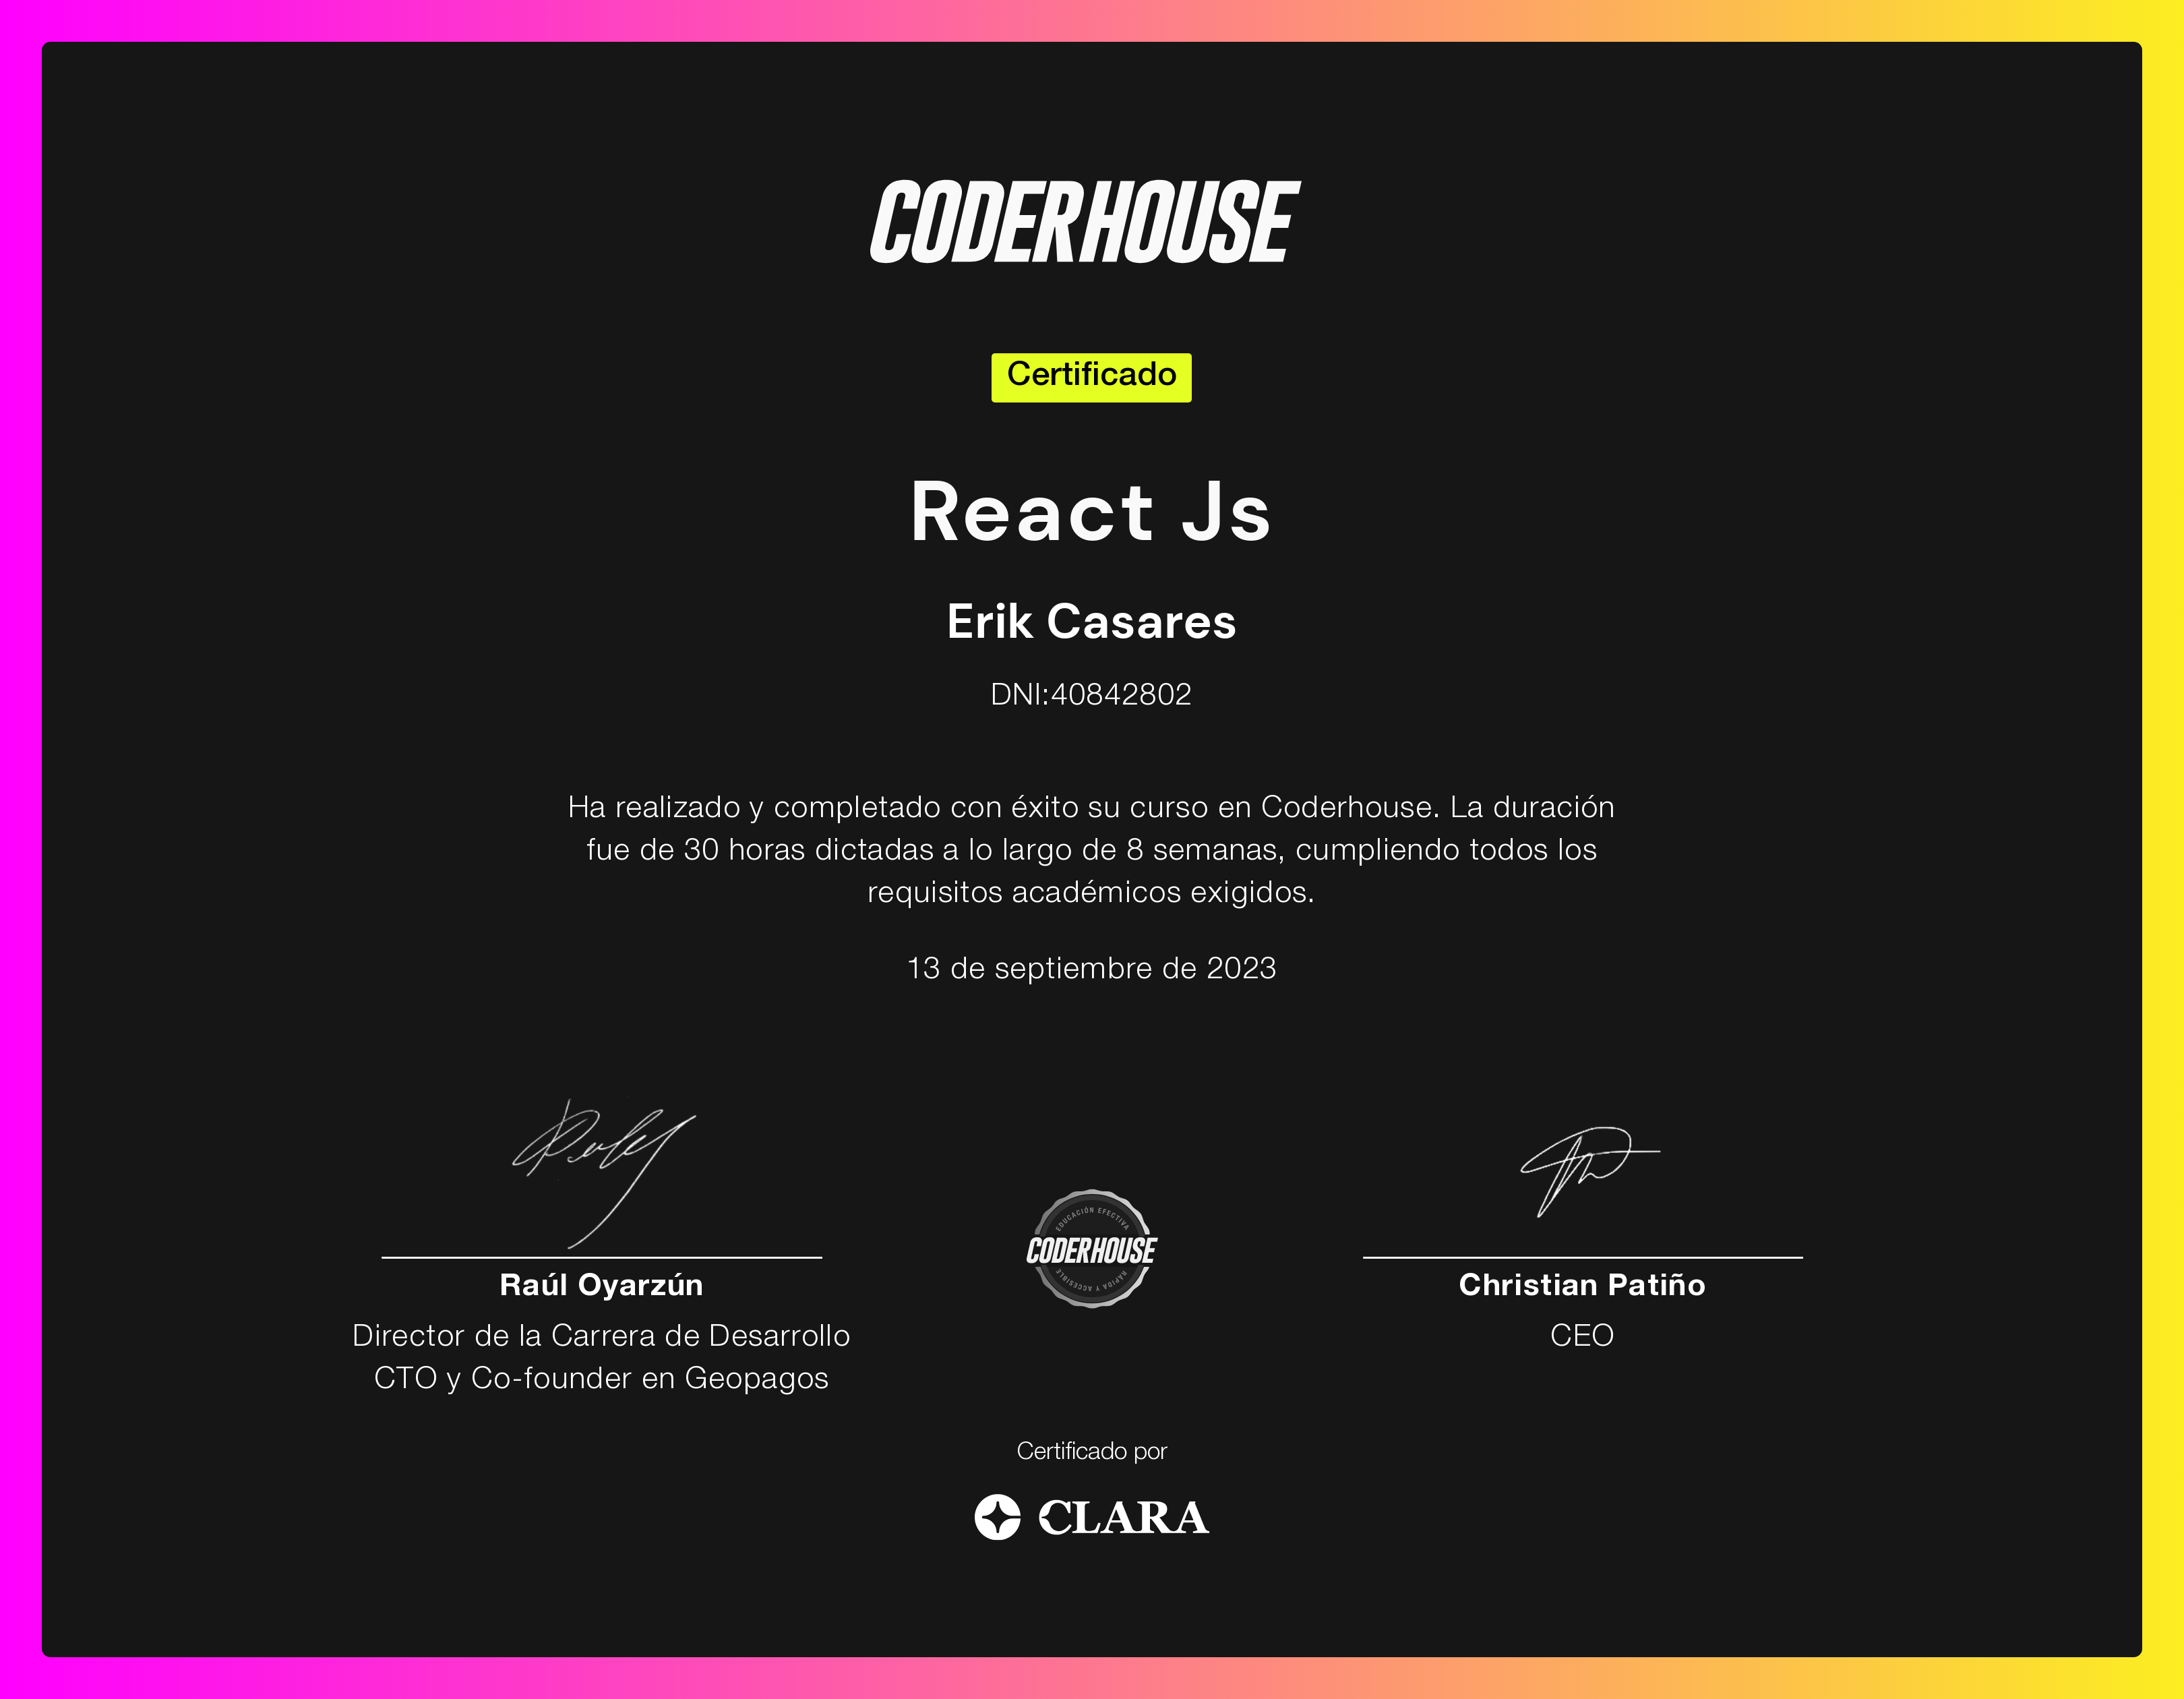 CODERHOUSE
Certificado
React Js
Erik Casares
DNI:40842802
Ha realizado y completado con éxito su curso en Coderhouse. La duración
fue de 30 horas dictadas a lo largo de 8 semanas, cumpliendo todos los
requisitos académicos exigidos.
13 de septiembre de 2023
Raúl Oyarzún
Director de la Carrera de Desarrollo
CTO y Co-founder en Geopagos
EDUCACIÓN EFECTIVA
CODERHOUSE
RÁPIDA Y ACCESIBLE
Christian Patiño
CEO
Certificado por
CLARA